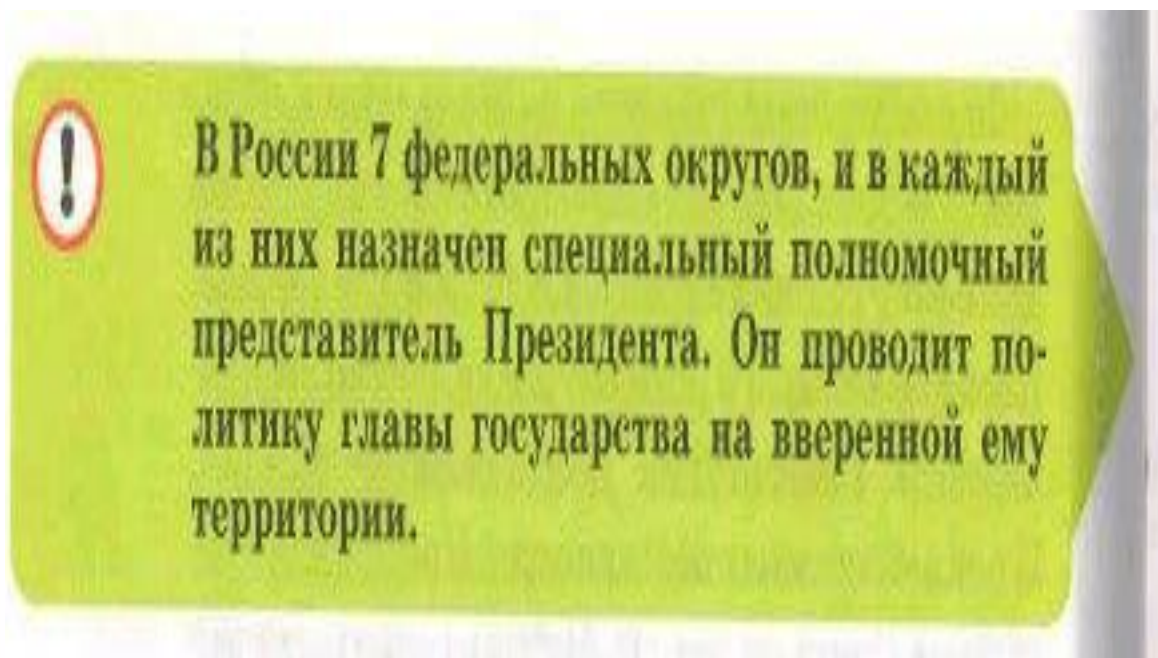 В России 7 федеральных округов, и в каждый
из них назначен специальный полномочный
представитель Президента. Он проводит по-
литику главы государства на вверенной ему
территории.